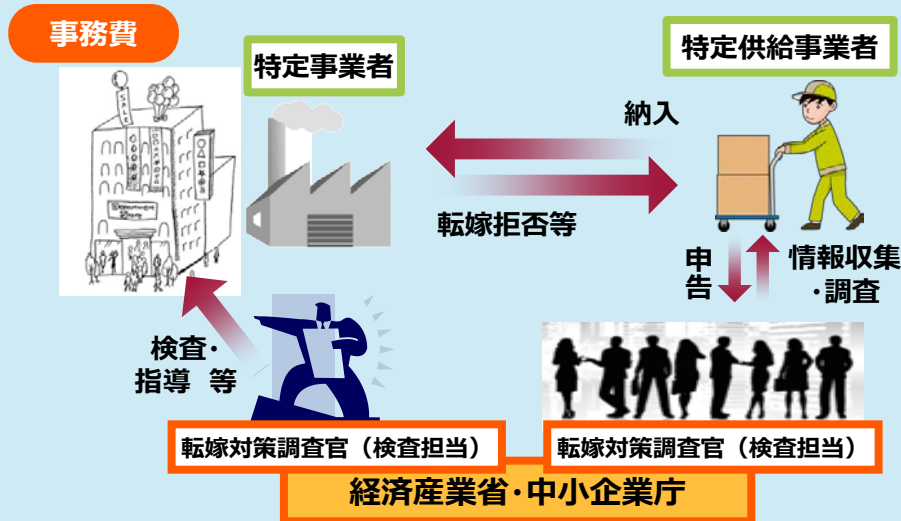 事務費
特定事業者
特定供給事業者
SALE
納入
転嫁拒否等
申告
情報収集
・調査
検査・
指導 等
転嫁対策調査官（検査担当）
転嫁対策調査官（検査担当）
経済産業省・中小企業庁